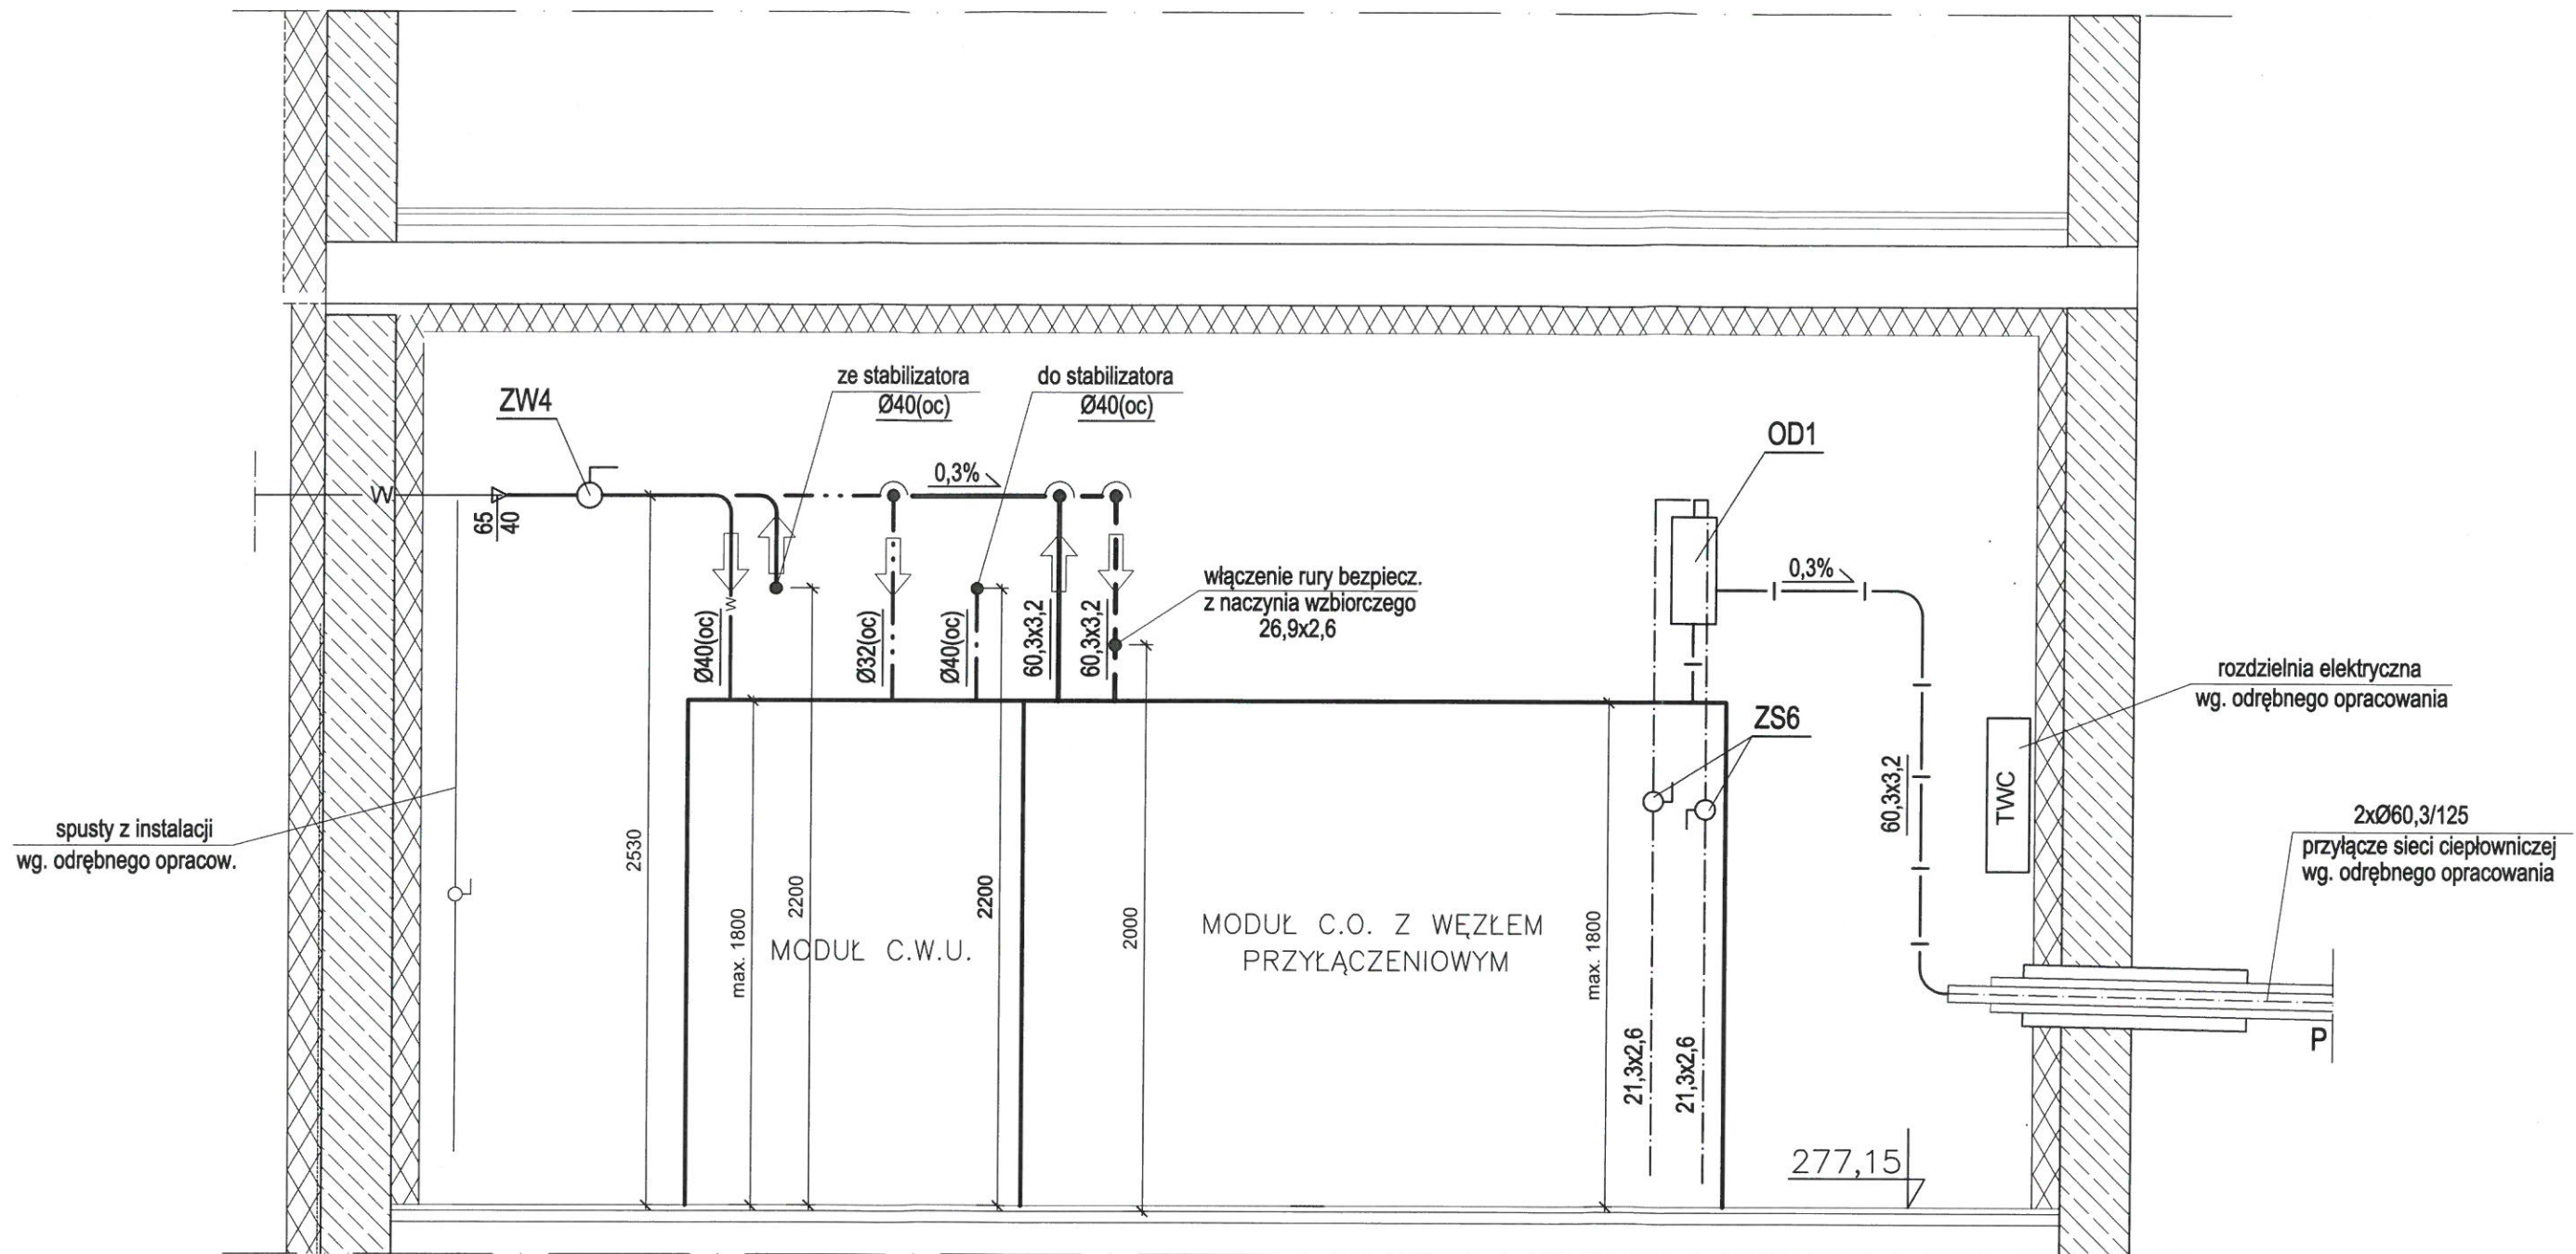 ze stabilizatora
Ø40(oc)
do stabilizatora
Ø40(oc)
ZW4
OD1
0,3%
W
65
40
0,3%
włączenie rury bezpiecz.
z naczynia wzbiorczego
26,9x2,6
W
Ø40(oc)
Ø32(oc)
Ø40(oc)
60,3x3,2
60,3x3,2
rozdzielnia elektryczna
wg. odrębnego opracowania
ZS6
60,3x3,2
TWC
spusty z instalacji
wg. odrębnego opracow.
2xØ60,3/125
przyłącze sieci ciepłowniczej
wg. odrębnego opracowania
2530
max. 1800
2200
2200
2000
max. 1800
MODUŁ C.W.U.
MODUŁ C.O. Z WĘZŁEM
PRZYŁĄCZENIOWYM
21,3x2,6
21,3x2,6
P
277,15